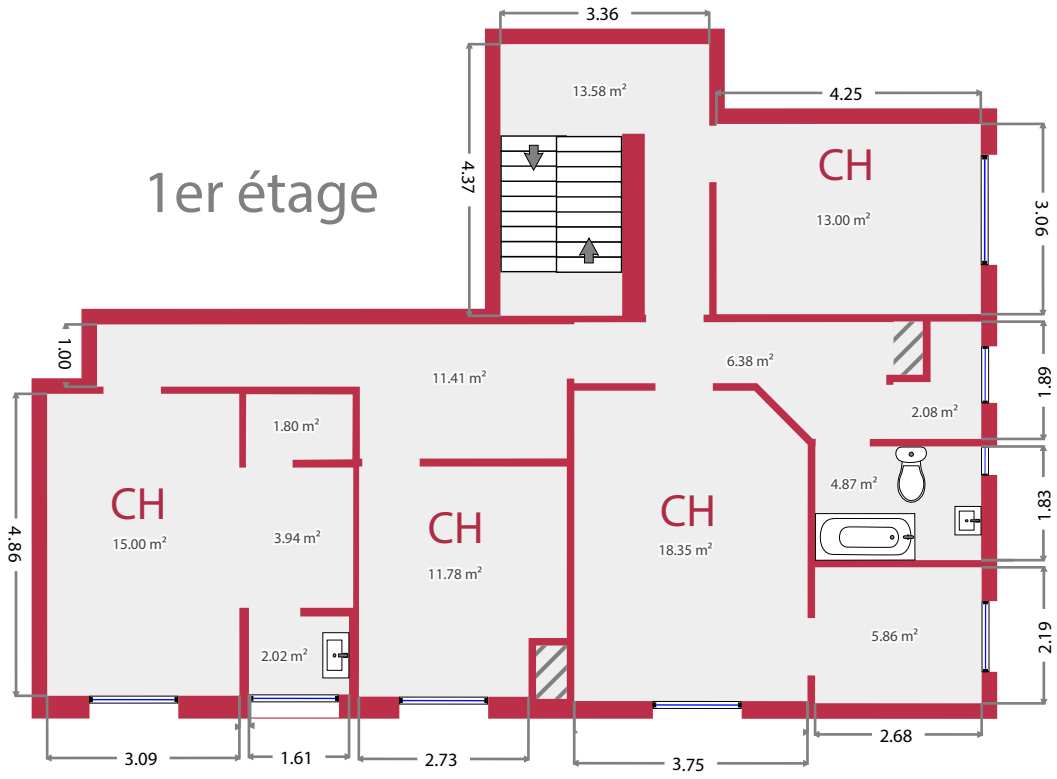 3.36
13.58 m²
4.25
4.37
1er étage
CH
13.00 m²
3.06
1.00
11.41 m²
6.38 m²
1.89
2.08 m²
1.80 m²
CH
15.00 m²
3.94 m²
CH
11.78 m²
CH
18.35 m²
4.87 m²
1.83
4.86
2.02 m²
5.86 m²
2.19
3.09
1.61
2.73
3.75
2.68